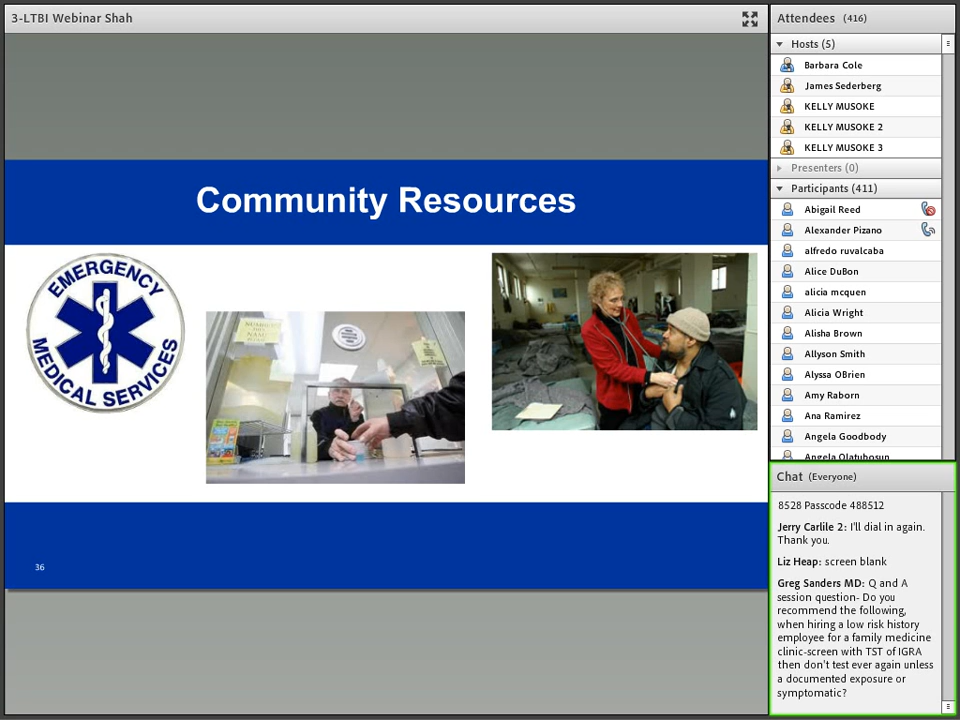 3-LTBI Webinar Shah
Community Resources
EMERGENCY
MEDICAL SERVICES
36
Attendees (416)
Hosts (5)
Barbara Cole
James Sederberg
KELLY MUSOKE
KELLY MUSOKE 2
KELLY MUSOKE 3
Presenters (0)
Participants (411)
Abigail Reed
Alexander Pizano
alfredo ruvalcaba
Alice DuBon
alicia mcquen
Alicia Wright
Alisha Brown
Allyson Smith
Alyssa OBrien
Amy Raborn
Ana Ramirez
Angela Goodbody
Angela Olatubosun
Chat (Everyone)
8528 Passcode 488512
Jerry Carlile 2: I'll dial in again.
Thank you.
Liz Heap: screen blank
Greg Sanders MD: Q and A
session question- Do you
recommend the following,
when hiring a low risk history
employee for a family medicine
clinic-screen with TST of IGRA
then don't test ever again unless
a documented exposure or
symptomatic?